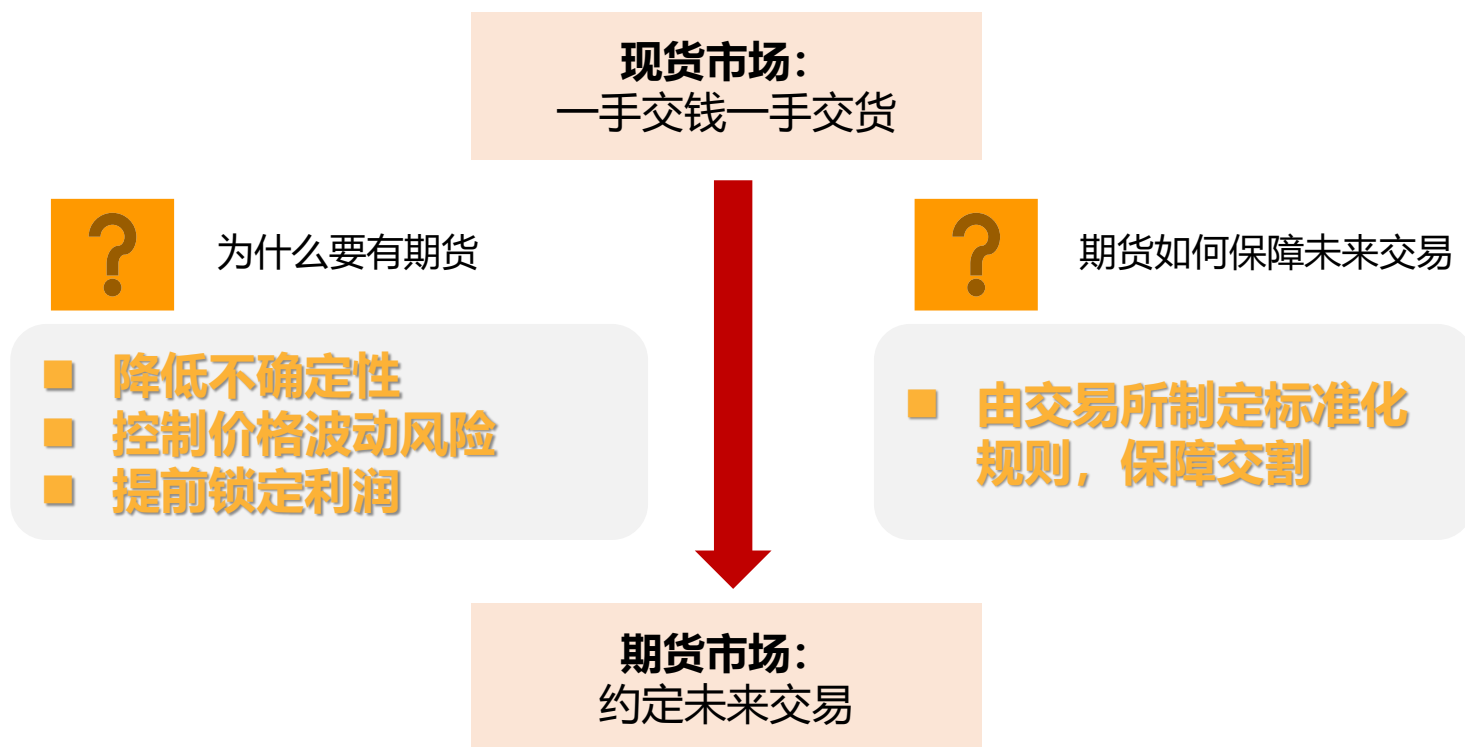 现货市场：
一手交钱一手交货
为什么要有期货
■ 降低不确定性
■ 控制价格波动风险
■ 提前锁定利润
期货如何保障未来交易
■ 由交易所制定标准化
规则，保障交割
期货市场：
约定未来交易